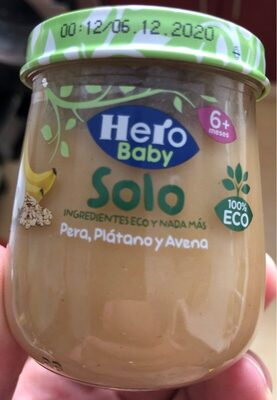 00:12/06.12.2020
Hero
Baby
6+
meses
Solo
INGREDIENTES ECO Y NADA MÁS
Pera, Plátano y Avena
100%
ECO